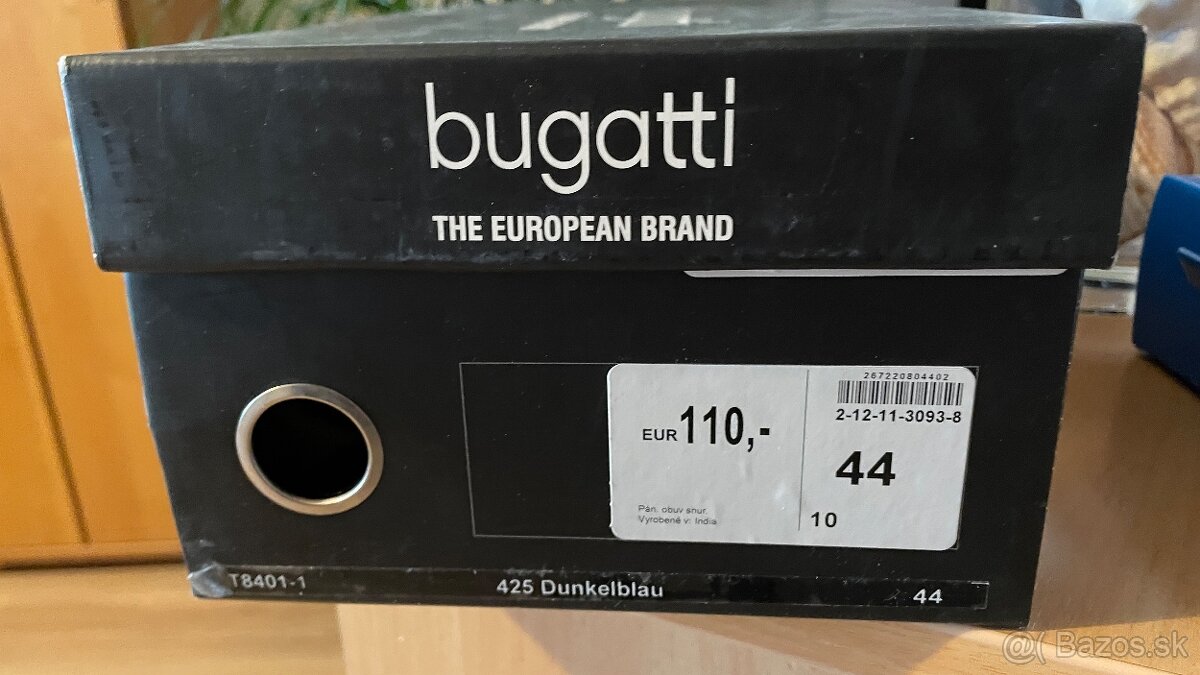 bugatti
THE EUROPEAN BRAND
267220804402
2-12-11-3093-8
EUR 110,-
44
Pán. obuv snur.
Vyrobené v: India
10
T8401-1
425 Dunkelblau
44
@( Bazos.sk